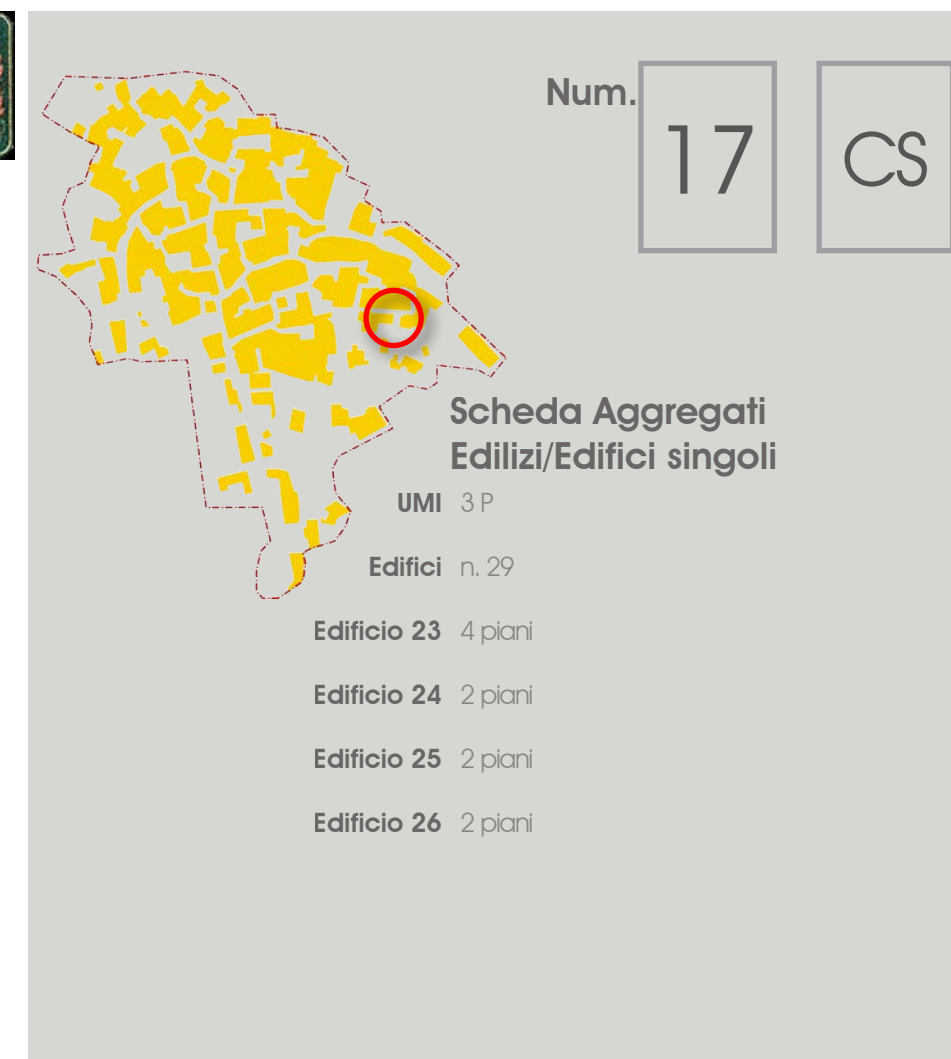 Num.
17
CS
Scheda Aggregati
Edilizi/Edifici singoli
UMI 3 P
Edifici n. 29
Edificio 23 4 piani
Edificio 24 2 piani
Edificio 25 2 piani
Edificio 26 2 piani